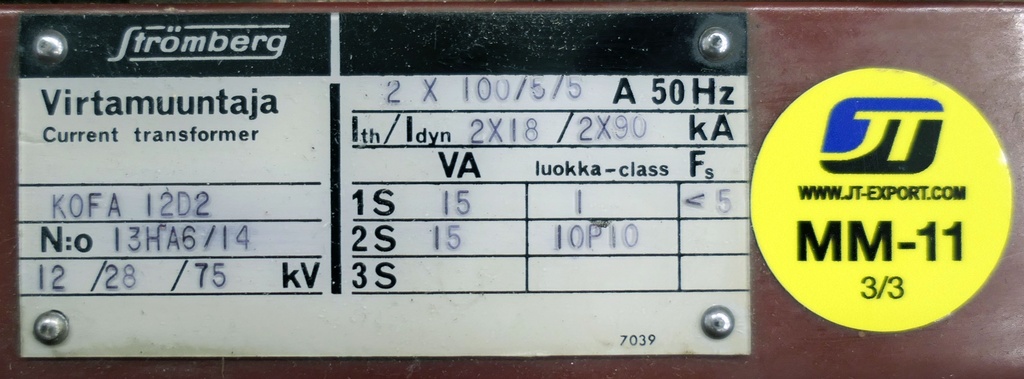 Strömberg
Virtamuuntaja
Current transformer
KOFA 12D2
N:o 13HA6/14
12 /28 /75 kV
2 X 100/5/5 A 50 Hz
Ith/Idyn 2X18 /2X90 kA
VA luokka-class Fs
1S 15 1 <5
2S 15 10P10
3S
7039
JT
WWW.JT-EXPORT.COM
MM-11
3/3